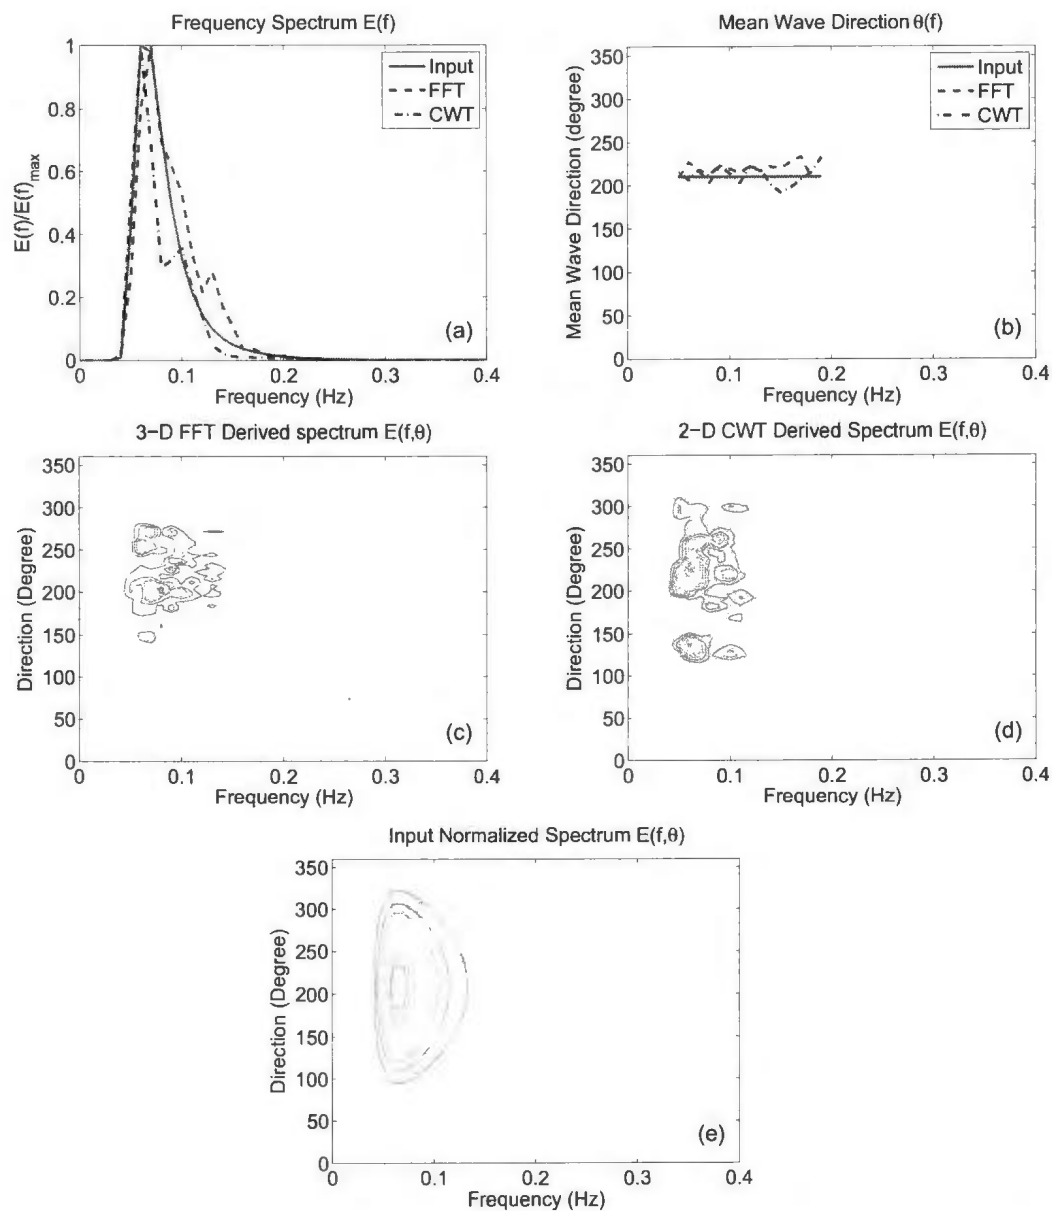 Frequency Spectrum E(f)
1
0.8
0.6
0.4
0.2
0
E(f)/E(f)max
Input
FFT
CWT
(a)
0 0.1 0.2 0.3 0.4
Frequency (Hz)
Mean Wave Direction θ(f)
350
300
250
200
150
100
50
0
Mean Wave Direction (degree)
Input
FFT
CWT
(b)
0 0.1 0.2 0.3 0.4
Frequency (Hz)
3-D FFT Derived spectrum E(f,θ)
350
300
250
200
150
100
50
0
Direction (Degree)
(c)
0 0.1 0.2 0.3 0.4
Frequency (Hz)
2-D CWT Derived Spectrum E(f,θ)
350
300
250
200
150
100
50
0
Direction (Degree)
(d)
0 0.1 0.2 0.3 0.4
Frequency (Hz)
Input Normalized Spectrum E(f,θ)
350
300
250
200
150
100
50
0
Direction (Degree)
(e)
0 0.1 0.2 0.3 0.4
Frequency (Hz)